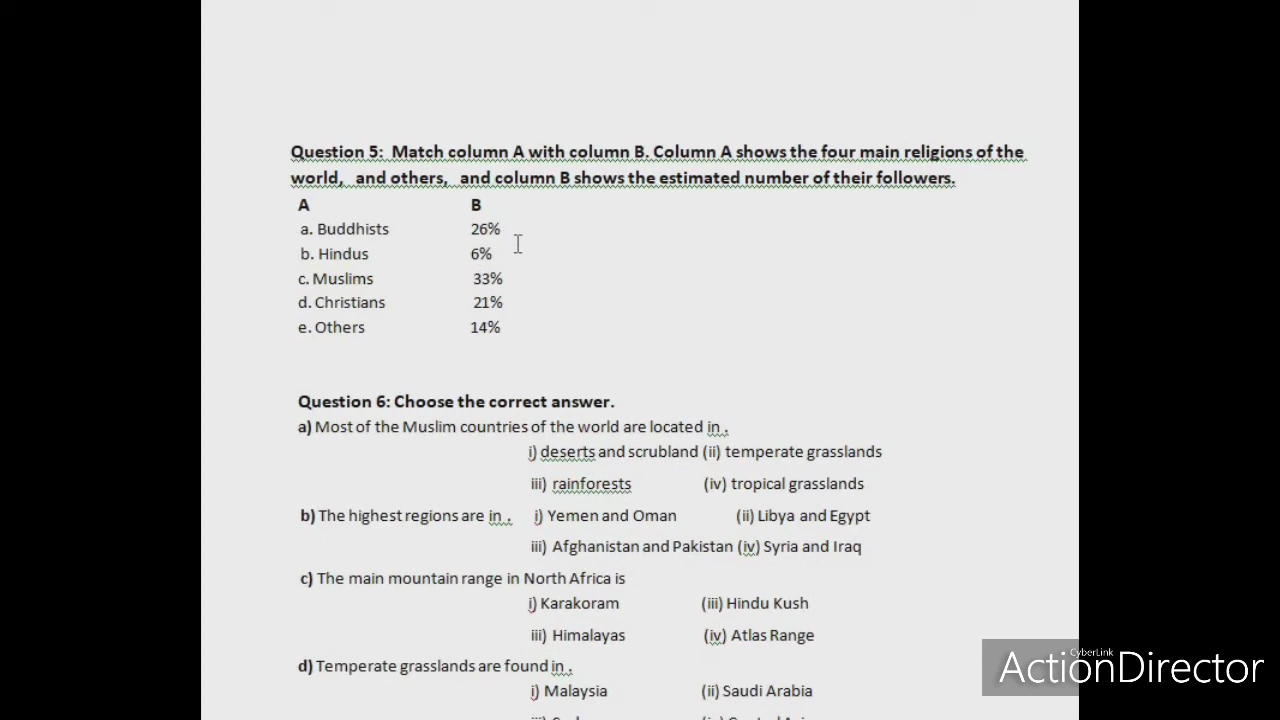 Question 5:  Match column A with column B. Column A shows the four main religions of the
world,  and others,  and column B shows the estimated number of their followers.
A B
a. Buddhists 26%
b. Hindus 6%
c. Muslims 33%
d. Christians 21%
e. Others 14%
Question 6: Choose the correct answer.
a) Most of the Muslim countries of the world are located in .
i) deserts and scrubland (ii) temperate grasslands
iii) rainforests (iv) tropical grasslands
b) The highest regions are in . i) Yemen and Oman (ii) Libya and Egypt
iii) Afghanistan and Pakistan (iv) Syria and Iraq
c) The main mountain range in North Africa is
i) Karakoram (iii) Hindu Kush
iii) Himalayas (iv) Atlas Range
d) Temperate grasslands are found in .
i) Malaysia (ii) Saudi Arabia
CyberLink
ActionDirector